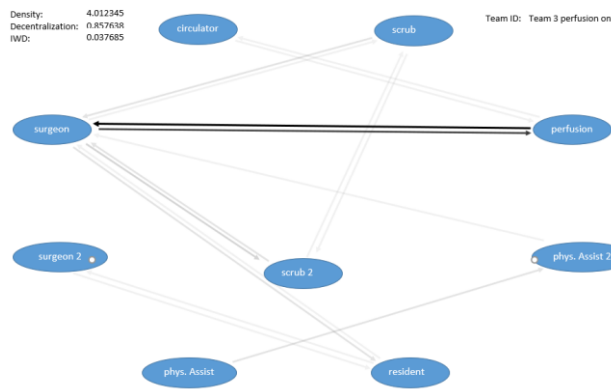 Density: 4.012345
Decentralization: 0.857638
IWD: 0.037685
Team ID: Team 3 perfusion on
circulator
scrub
surgeon
perfusion
surgeon 2
scrub 2
phys. Assist 2
phys. Assist
resident